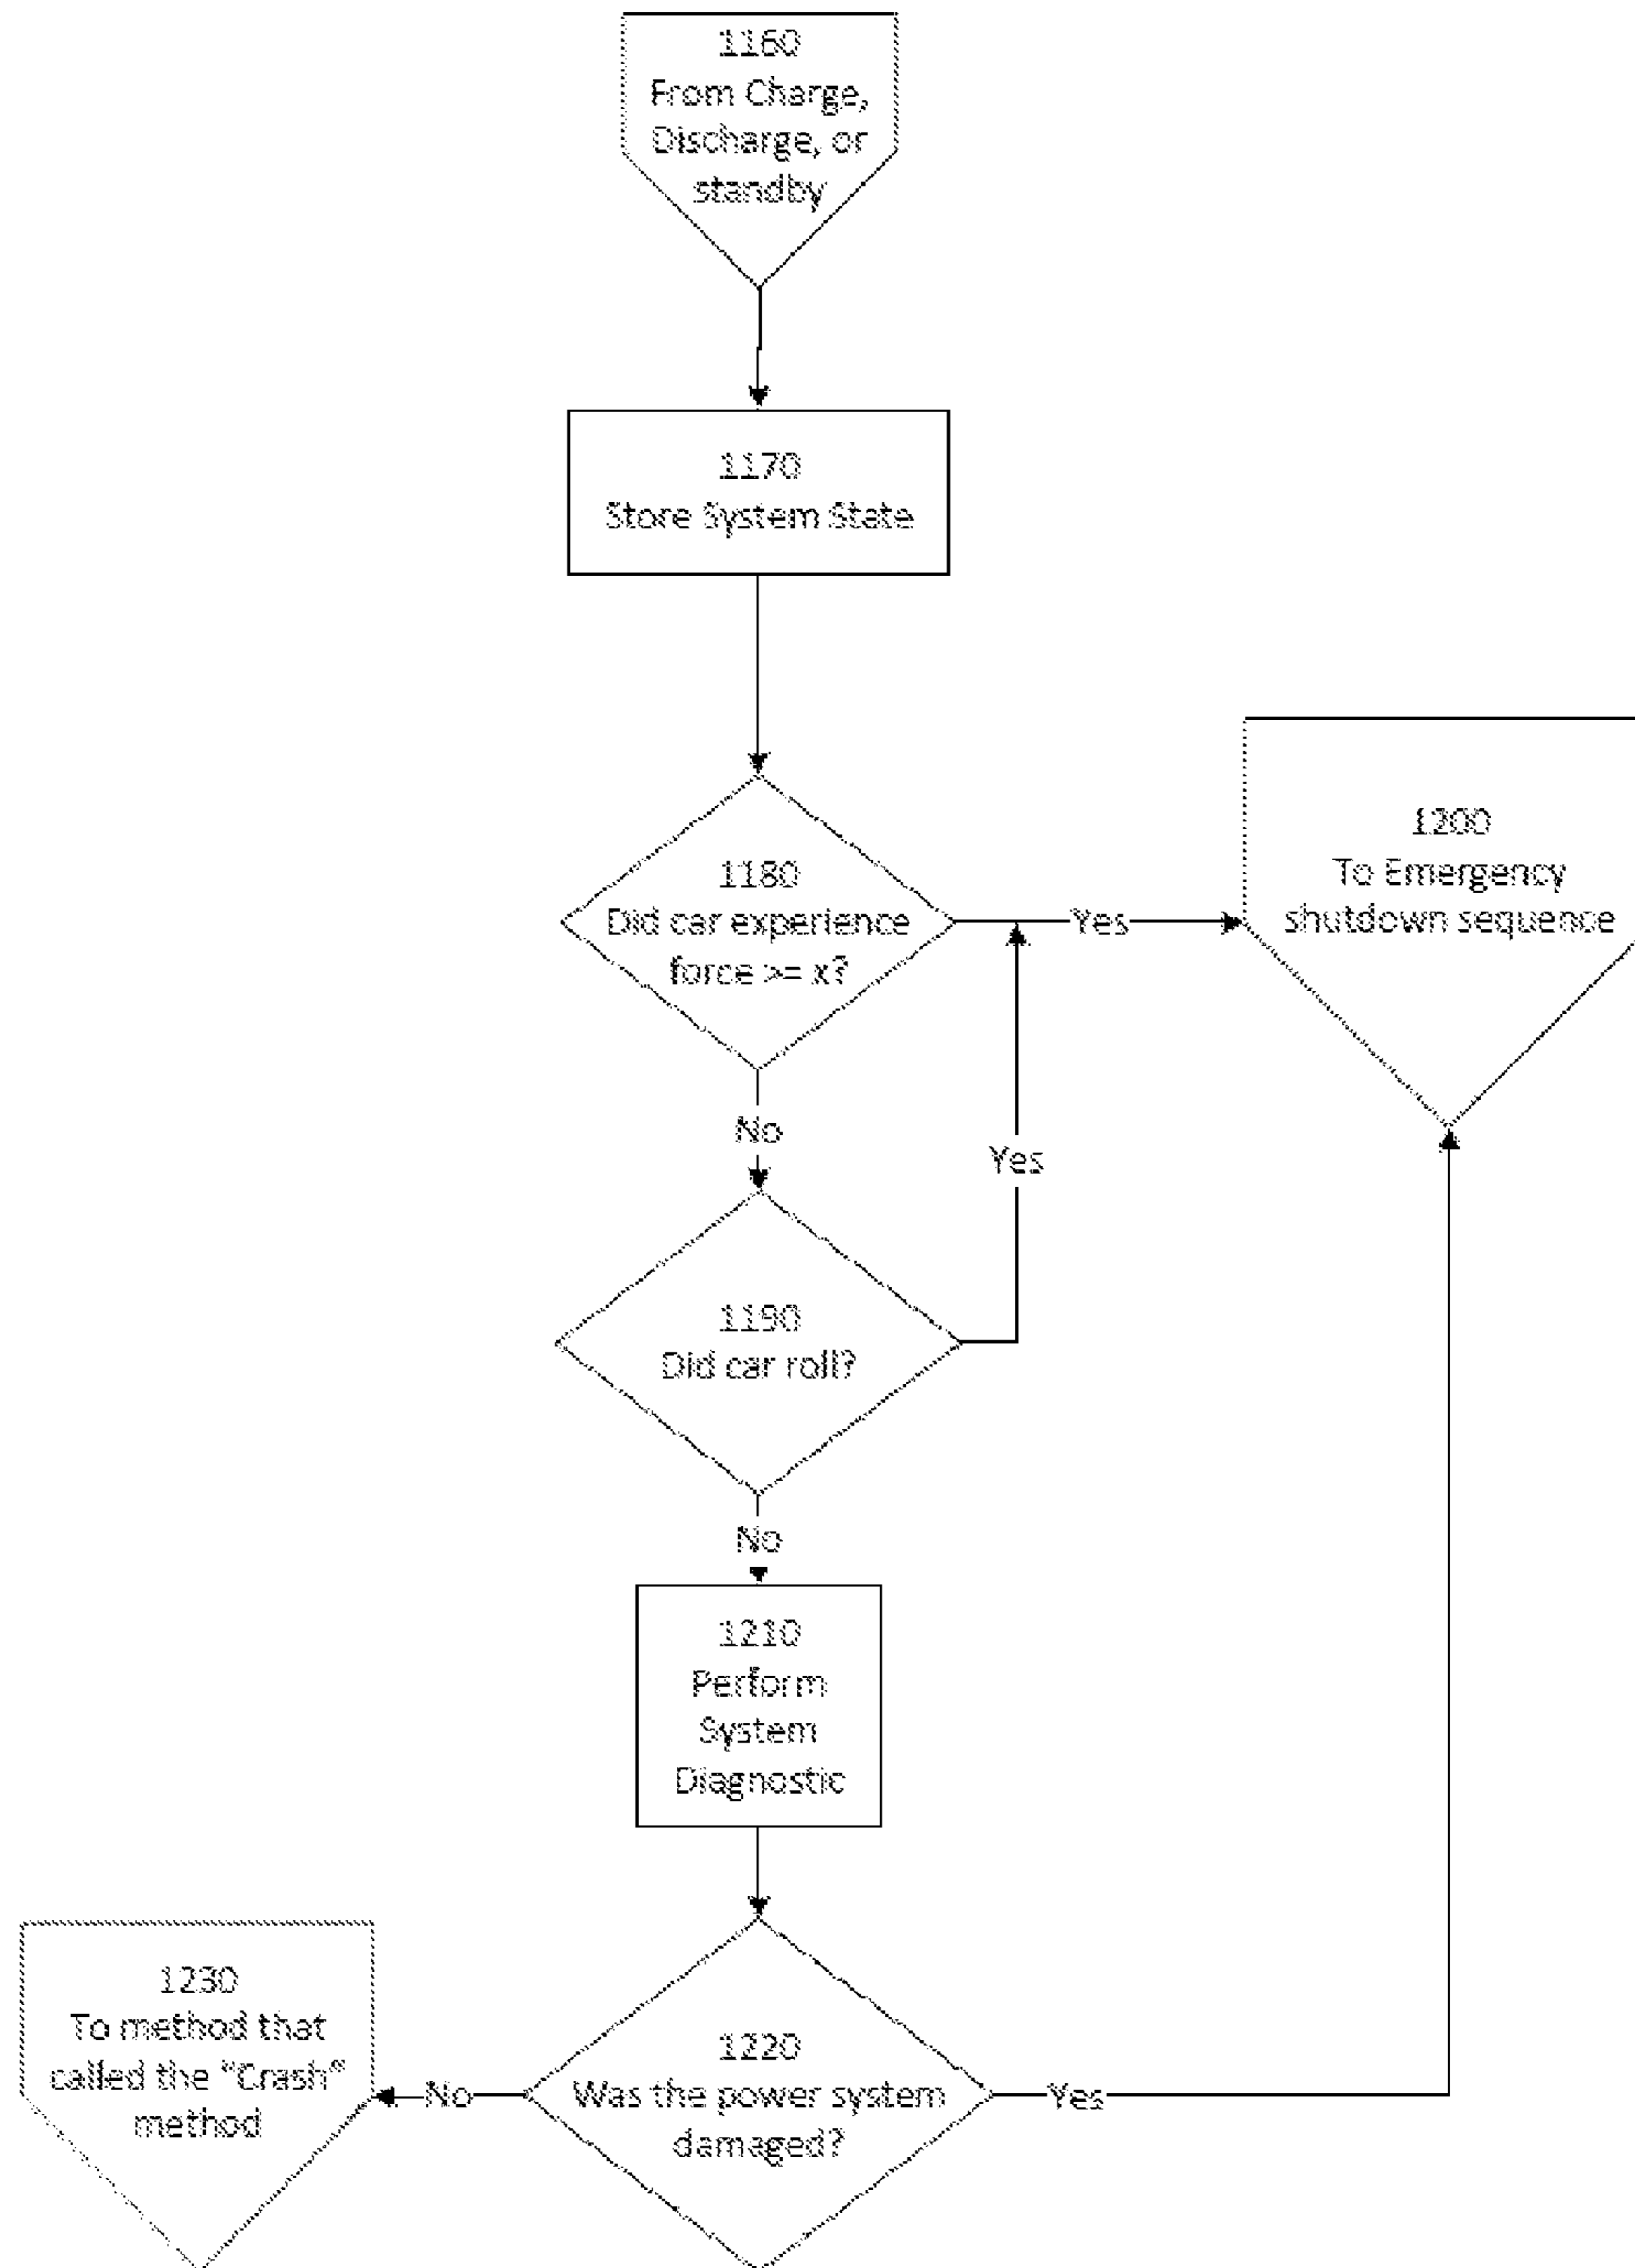 1160
From Charge,
Discharge, or
standby
1170
Store System State
1180
Did car experience
force >= x?
Yes
1200
To Emergency
shutdown sequence
No
Yes
1190
Did car roll?
No
1210
Perform
System
Diagnostic
1230
To method that
called the "Crash"
method
No
1220
Was the power system
damaged?
Yes